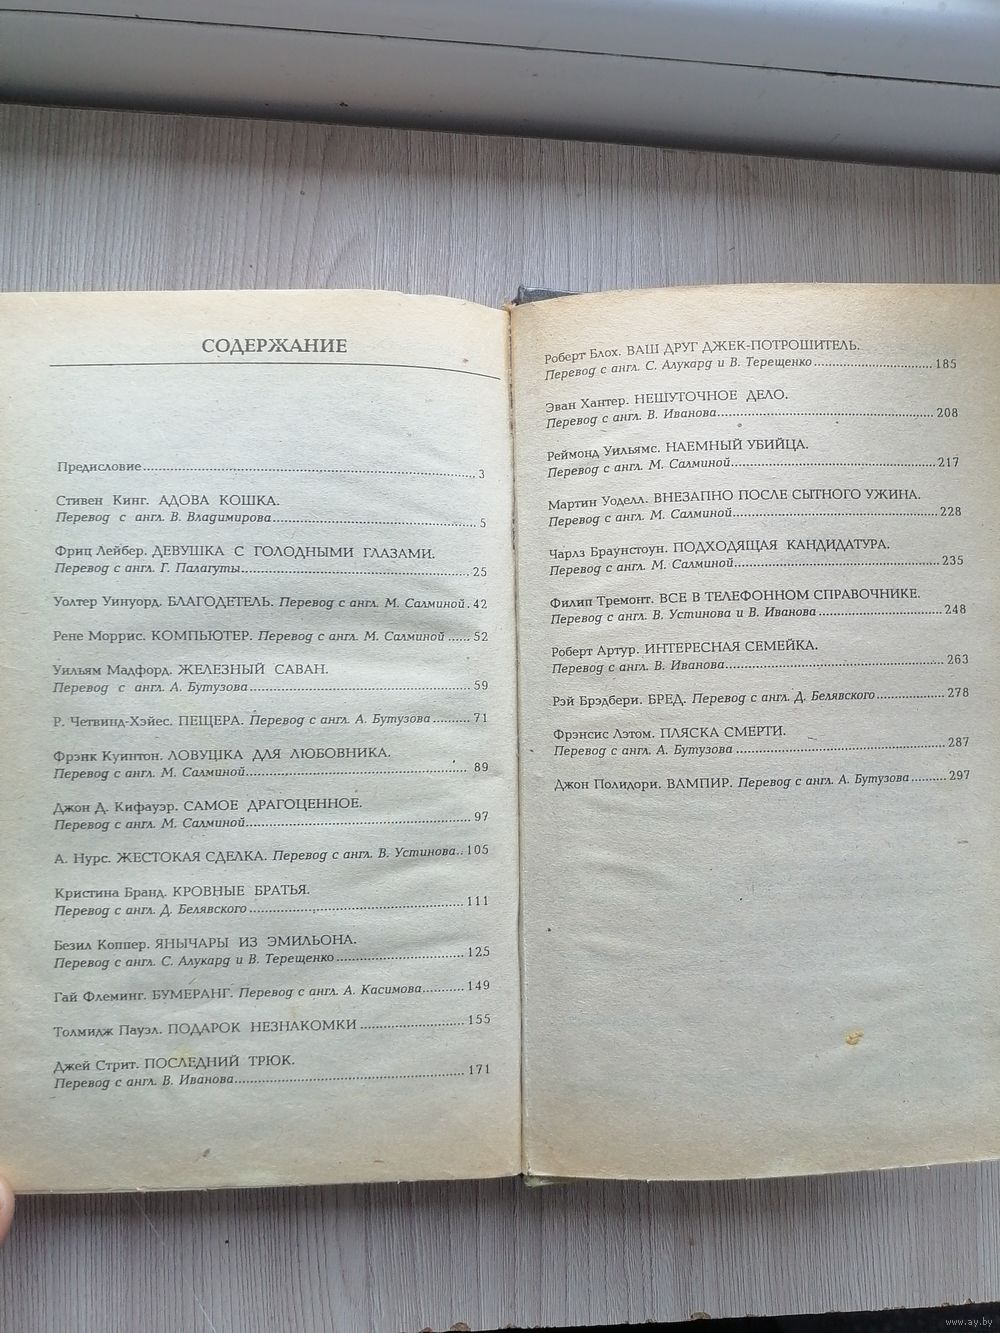 СОДЕРЖАНИЕ
Предисловие 3
Стивен Кинг. АДОВА КОШКА.
Перевод с англ. В. Владимирова 5
Фриц Лейбер. ДЕВУШКА С ГОЛОДНЫМИ ГЛАЗАМИ.
Перевод с англ. Г. Палагуты 25
Уолтер Уинуорд. БЛАГОДЕТЕЛЬ. Перевод с англ. М. Салминой. 42
Рене Моррис. КОМПЬЮТЕР. Перевод с англ. М. Салминой 52
Уильям Мадфорд. ЖЕЛЕЗНЫЙ САВАН.
Перевод с англ. А. Бутузова 59
Р. Четвинд-Хэйес. ПЕЩЕРА. Перевод с англ. А. Бутузова 71
Фрэнк Куинтон. ЛОВУШКА ДЛЯ ЛЮБОВНИКА.
Перевод с англ. М. Салминой 89
Джон Д. Кифауэр. САМОЕ ДРАГОЦЕННОЕ.
Перевод с англ. М. Салминой 97
А. Нурс. ЖЕСТОКАЯ СДЕЛКА. Перевод с англ. В. Устинова 105
Кристина Бранд. КРОВНЫЕ БРАТЬЯ.
Перевод с англ. Д. Белявского 111
Безил Коппер. ЯНЫЧАРЫ ИЗ ЭМИЛЬОНА.
Перевод с англ. С. Алукард и В. Терещенко 125
Гай Флеминг. БУМЕРАНГ. Перевод с англ. А. Касимова 149
Толмидж Пауэл. ПОДАРОК НЕЗНАКОМКИ 155
Джей Стрит. ПОСЛЕДНИЙ ТРЮК.
Перевод с англ. В. Иванова 171
Роберт Блох. ВАШ ДРУГ ДЖЕК-ПОТРОШИТЕЛЬ.
Перевод с англ. С. Алукард и В. Терещенко 185
Эван Хантер. НЕШУТОЧНОЕ ДЕЛО.
Перевод с англ. В. Иванова 208
Реймонд Уильямс. НАЕМНЫЙ УБИЙЦА.
Перевод с англ. М. Салминой 217
Мартин Уоделл. ВНЕЗАПНО ПОСЛЕ СЫТНОГО УЖИНА.
Перевод с англ. М. Салминой 228
Чарлз Браунстоун. ПОДХОДЯЩАЯ КАНДИДАТУРА.
Перевод с англ. М. Салминой 235
Филип Тремонт. ВСЕ В ТЕЛЕФОННОМ СПРАВОЧНИКЕ.
Перевод с англ. В. Устинова и В. Иванова 248
Роберт Артур. ИНТЕРЕСНАЯ СЕМЕЙКА.
Перевод с англ. В. Иванова 263
Рэй Брэдбери. БРЕД. Перевод с англ. Д. Белявского 278
Фрэнсис Лэтом. ПЛЯСКА СМЕРТИ.
Перевод с англ. А. Бутузова 287
Джон Полидори. ВАМПИР. Перевод с англ. А. Бутузова 297
www.ay.by